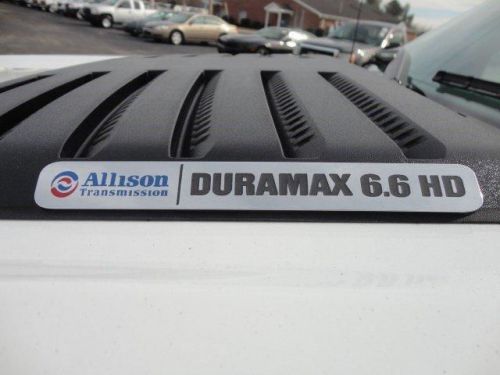 Allison
Transmission
DURAMAX 6.6 HD